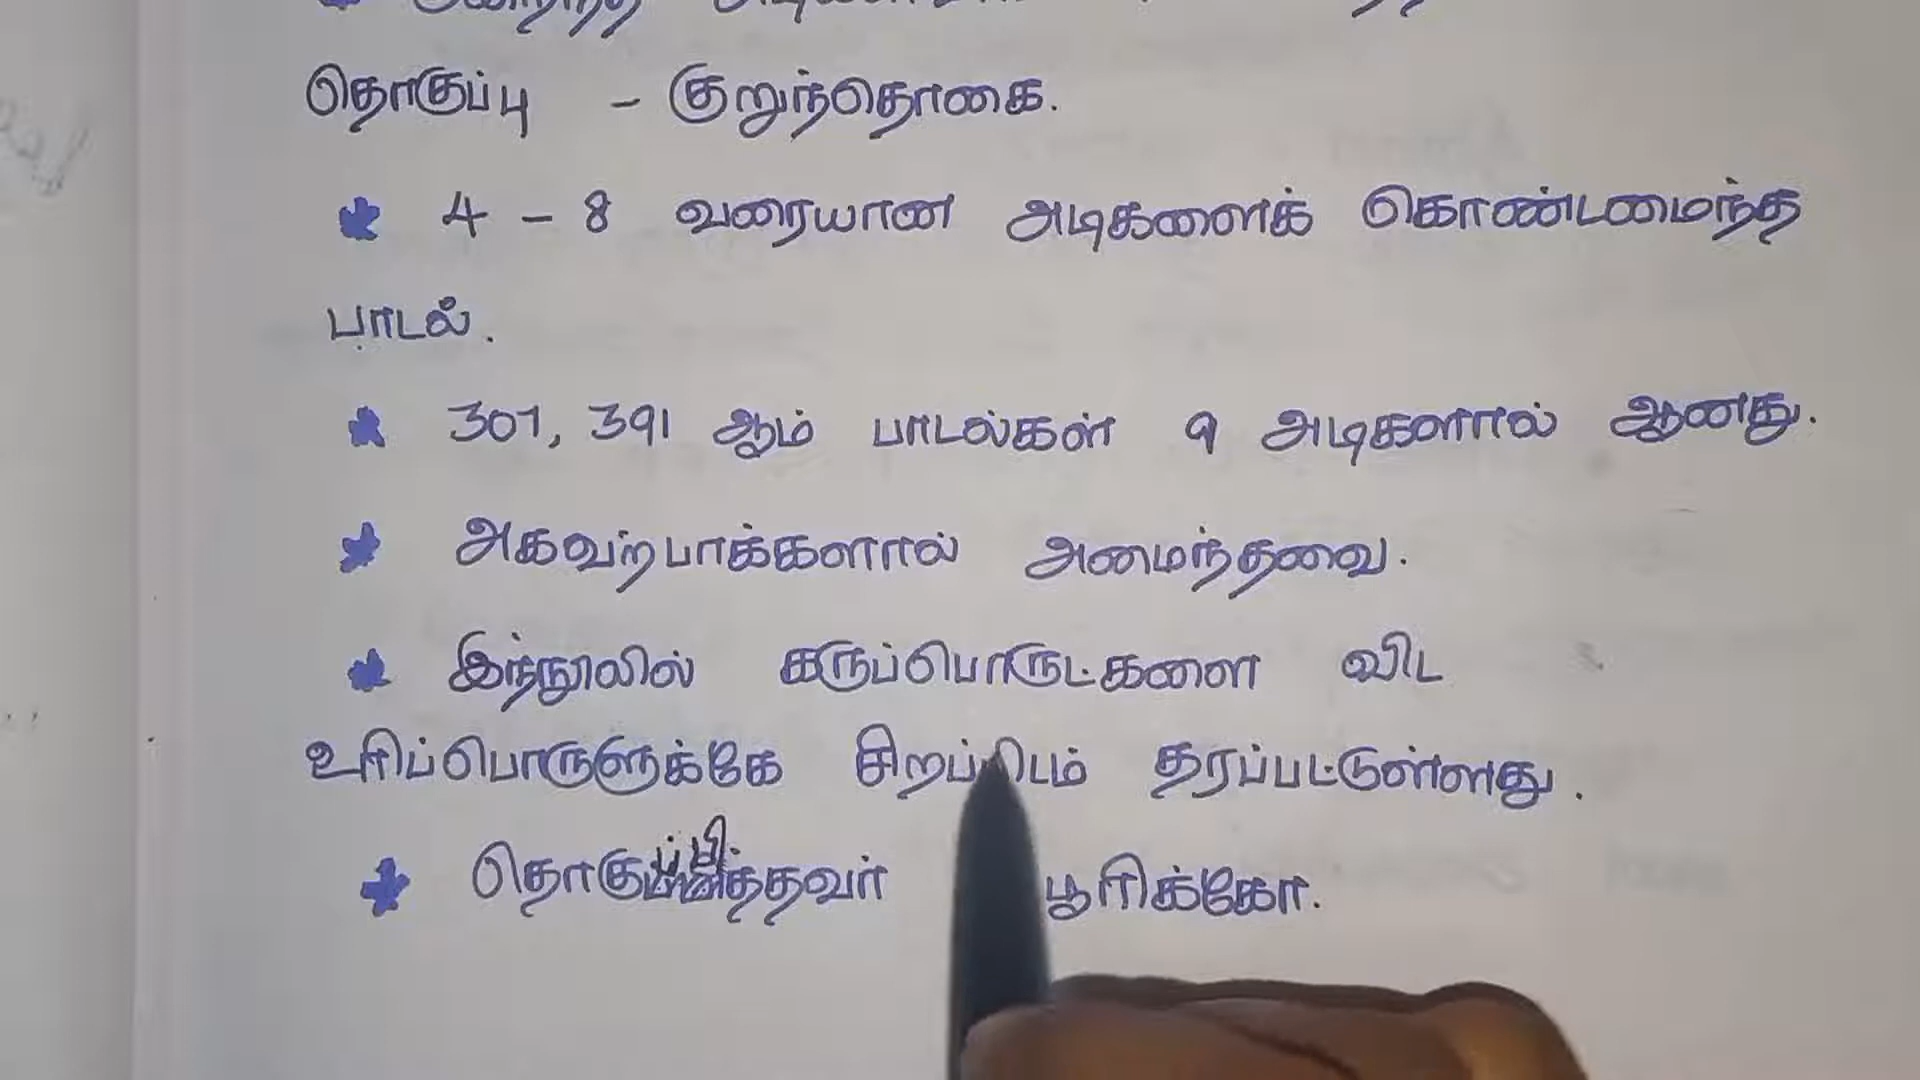 தொகுப்பு - குறுந்தொகை.
4 - 8 வரையான அடிகளைக் கொண்டமைந்த
பாடல்.
307, 391 ஆம் பாடல்கள் 9 அடிகளால் ஆனது.
அகவற்பாக்களால் அமைந்தவை.
இந்நூலில் கருப்பொருட்களை விட
உரிப்பொருளுக்கே சிறப்பிடம் தரப்பட்டுள்ளது.
தொகுப்பித்தவர் பூரிக்கோ.